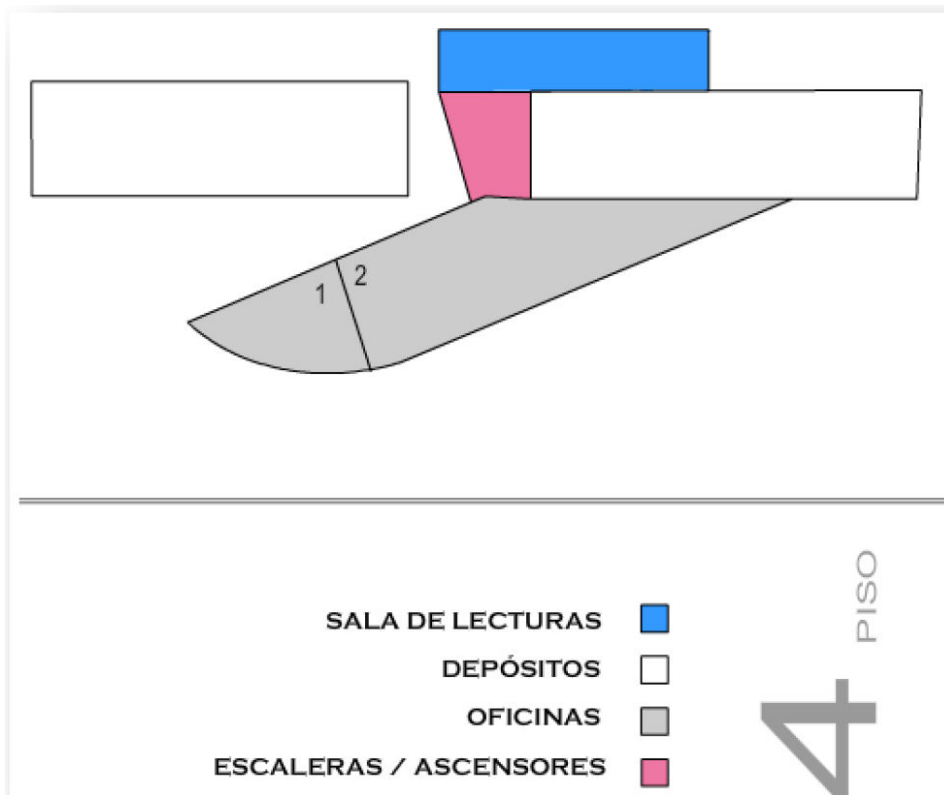 1
2
SALA DE LECTURAS
DEPÓSITOS
OFICINAS
ESCALERAS / ASCENSORES
PISO
4